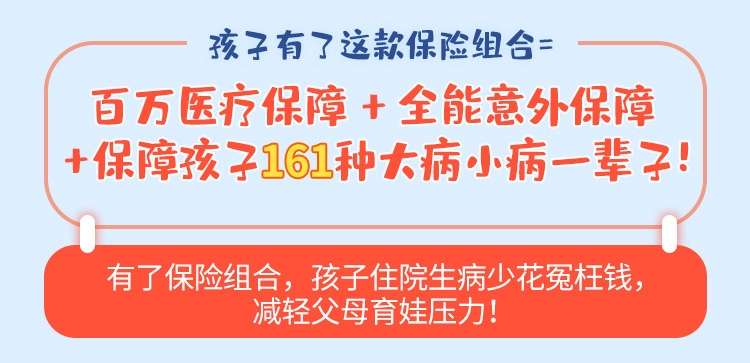 孩子有了这款保险组合=
百万医疗保障 + 全能意外保障
+保障孩子161种大病小病一辈子!
有了保险组合，孩子住院生病少花冤枉钱，
减轻父母育娃压力！